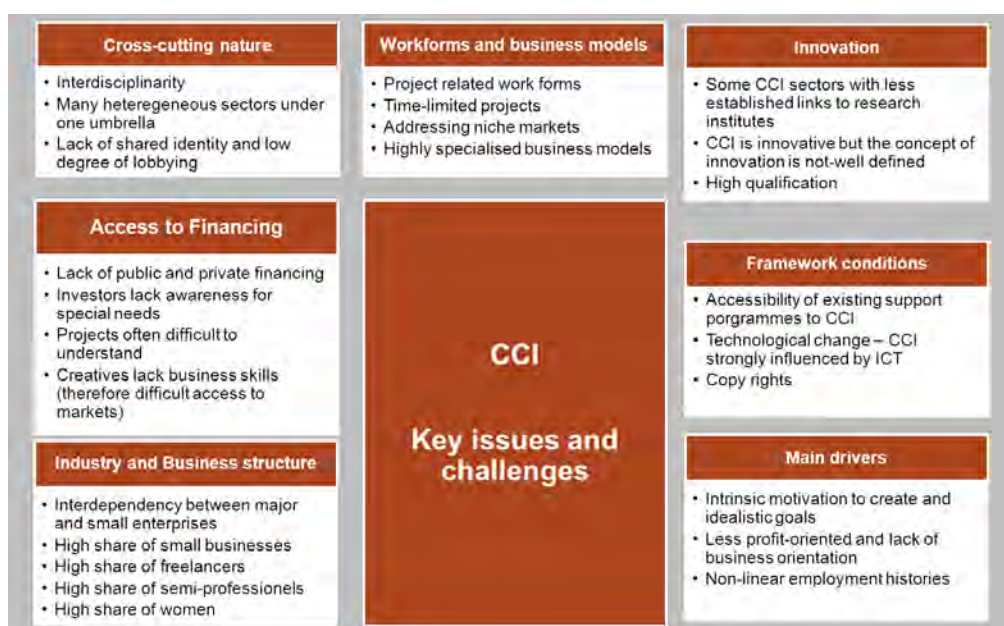 Cross-cutting nature
• Interdisciplinarity
• Many heteregeneous sectors under
one umbrella
• Lack of shared identity and low
degree of lobbying
Workforms and business models
• Project related work forms
• Time-limited projects
• Addressing niche markets
• Highly specialised business models
Innovation
• Some CCI sectors with less
established links to research
institutes
• CCI is innovative but the concept of
innovation is not-well defined
• High qualification
Access to Financing
• Lack of public and private financing
• Investors lack awareness for
special needs
• Projects often difficult to
understand
• Creatives lack business skills
(therefore difficult access to
markets)
CCI
Key issues and
challenges
Framework conditions
• Accessibility of existing support
porgrammes to CCI
• Technological change – CCI
strongly influenced by ICT
• Copy rights
Industry and Business structure
• Interdependency between major
and small enterprises
• High share of small businesses
• High share of freelancers
• High share of semi-professionels
• High share of women
Main drivers
• Intrinsic motivation to create and
idealistic goals
• Less profit-oriented and lack of
business orientation
• Non-linear employment histories